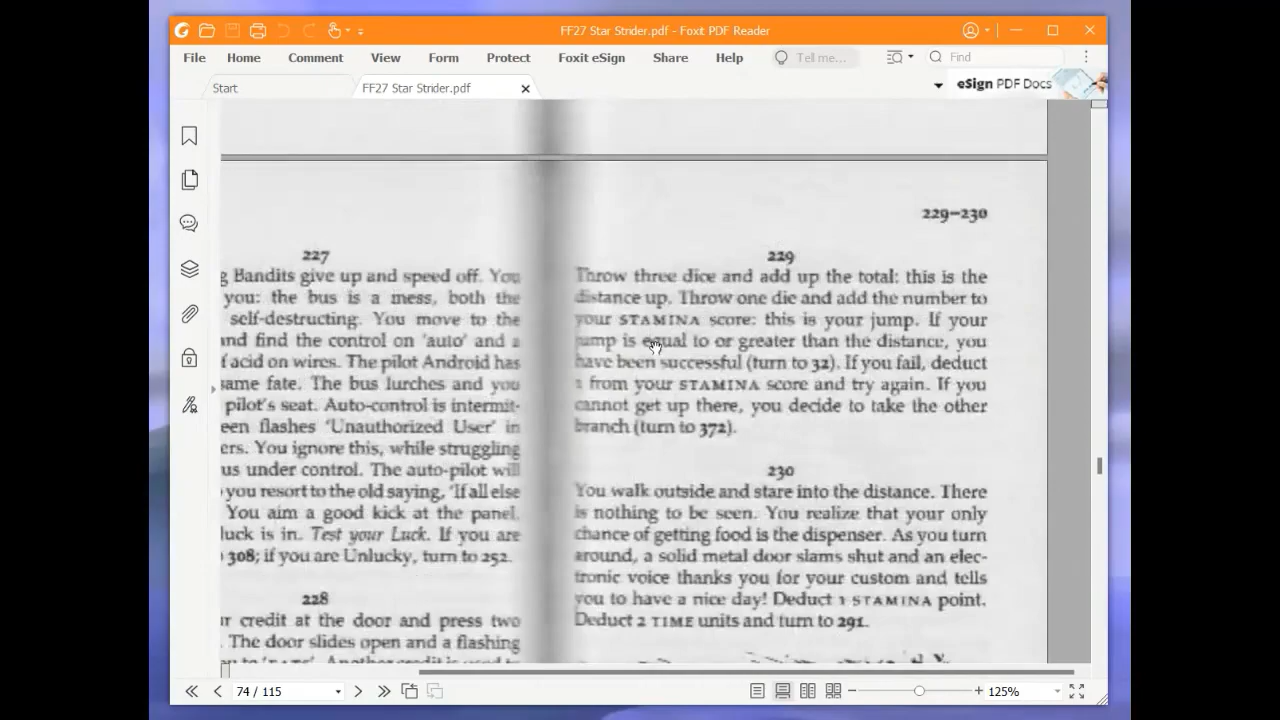 FF27 Star Strider.pdf - Foxit PDF Reader
File Home Comment View Form Protect Foxit eSign Share Help Tell me... Find
Start FF27 Star Strider.pdf eSign PDF Docs
227
g Bandits give up and speed off. You
you: the bus is a mess, both the
self-destructing. You move to the
and find the control on 'auto' and a
f acid on wires. The pilot Android has
same fate. The bus lurches and you
pilot's seat. Auto-control is intermit-
een flashes 'Unauthorized User' in
ers. You ignore this, while struggling
us under control. The auto-pilot will
you resort to the old saying, 'If all else
You aim a good kick at the panel.
luck is in. Test your Luck. If you are
308; if you are Unlucky, turn to 252.
228
ur credit at the door and press two
. The door slides open and a flashing
229-230
229
Throw three dice and add up the total: this is the
distance up. Throw one die and add the number to
your STAMINA score: this is your jump. If your
jump is equal to or greater than the distance, you
have been successful (turn to 32). If you fail, deduct
1 from your STAMINA score and try again. If you
cannot get up there, you decide to take the other
branch (turn to 372).
230
You walk outside and stare into the distance. There
is nothing to be seen. You realize that your only
chance of getting food is the dispenser. As you turn
around, a solid metal door slams shut and an elec-
tronic voice thanks you for your custom and tells
you to have a nice day! Deduct 1 STAMINA point.
Deduct 2 TIME units and turn to 291.
74 / 115 125%